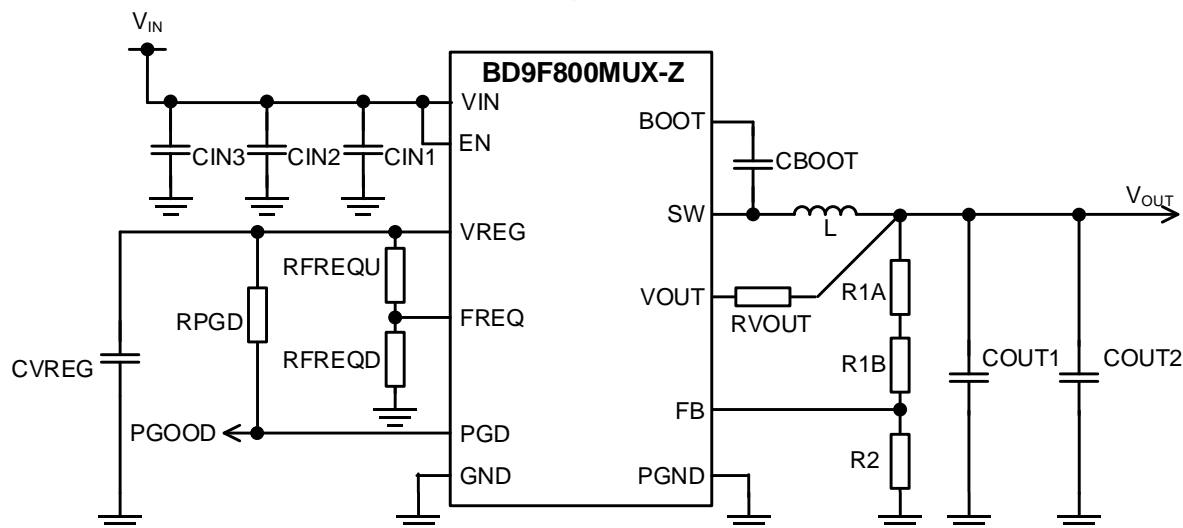 VIN
BD9F800MUX-Z
VIN
EN
CIN3
CIN2
CIN1
BOOT
CBOOT
SW
L
VOUT
VREG
RFREQU
FREQ
RFREQD
RPGD
CVREG
VOUT
RVOUT
R1A
R1B
COUT1
COUT2
FB
PGOOD
PGD
R2
GND
PGND